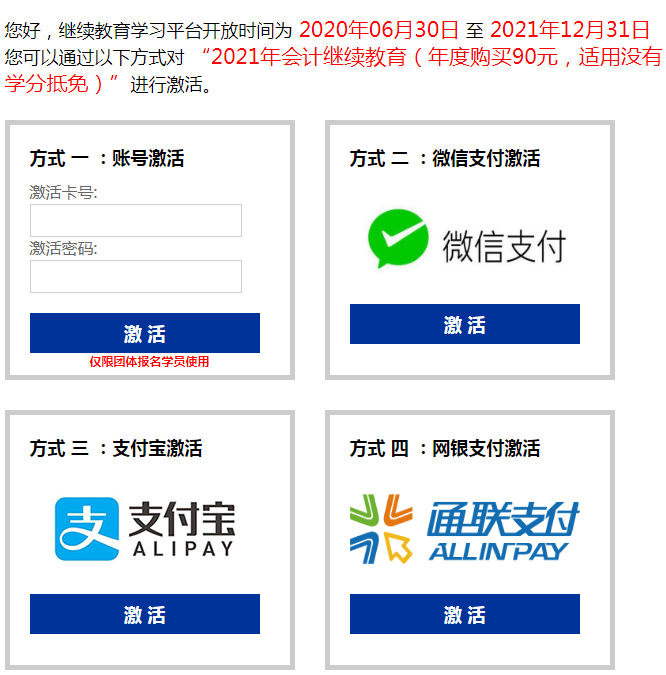 您好，继续教育学习平台开放时间为 2020年06月30日 至 2021年12月31日
您可以通过以下方式对 “2021年会计继续教育（年度购买90元，适用没有
学分抵免）” 进行激活。
方式 一 ：账号激活
激活卡号:
激活密码:
激 活
仅限团体报名学员使用
方式 二 ：微信支付激活
微信支付
激 活
方式 三 ：支付宝激活
支 支付宝
ALIPAY
激 活
方式 四 ：网银支付激活
通联支付
ALLINPAY
激 活